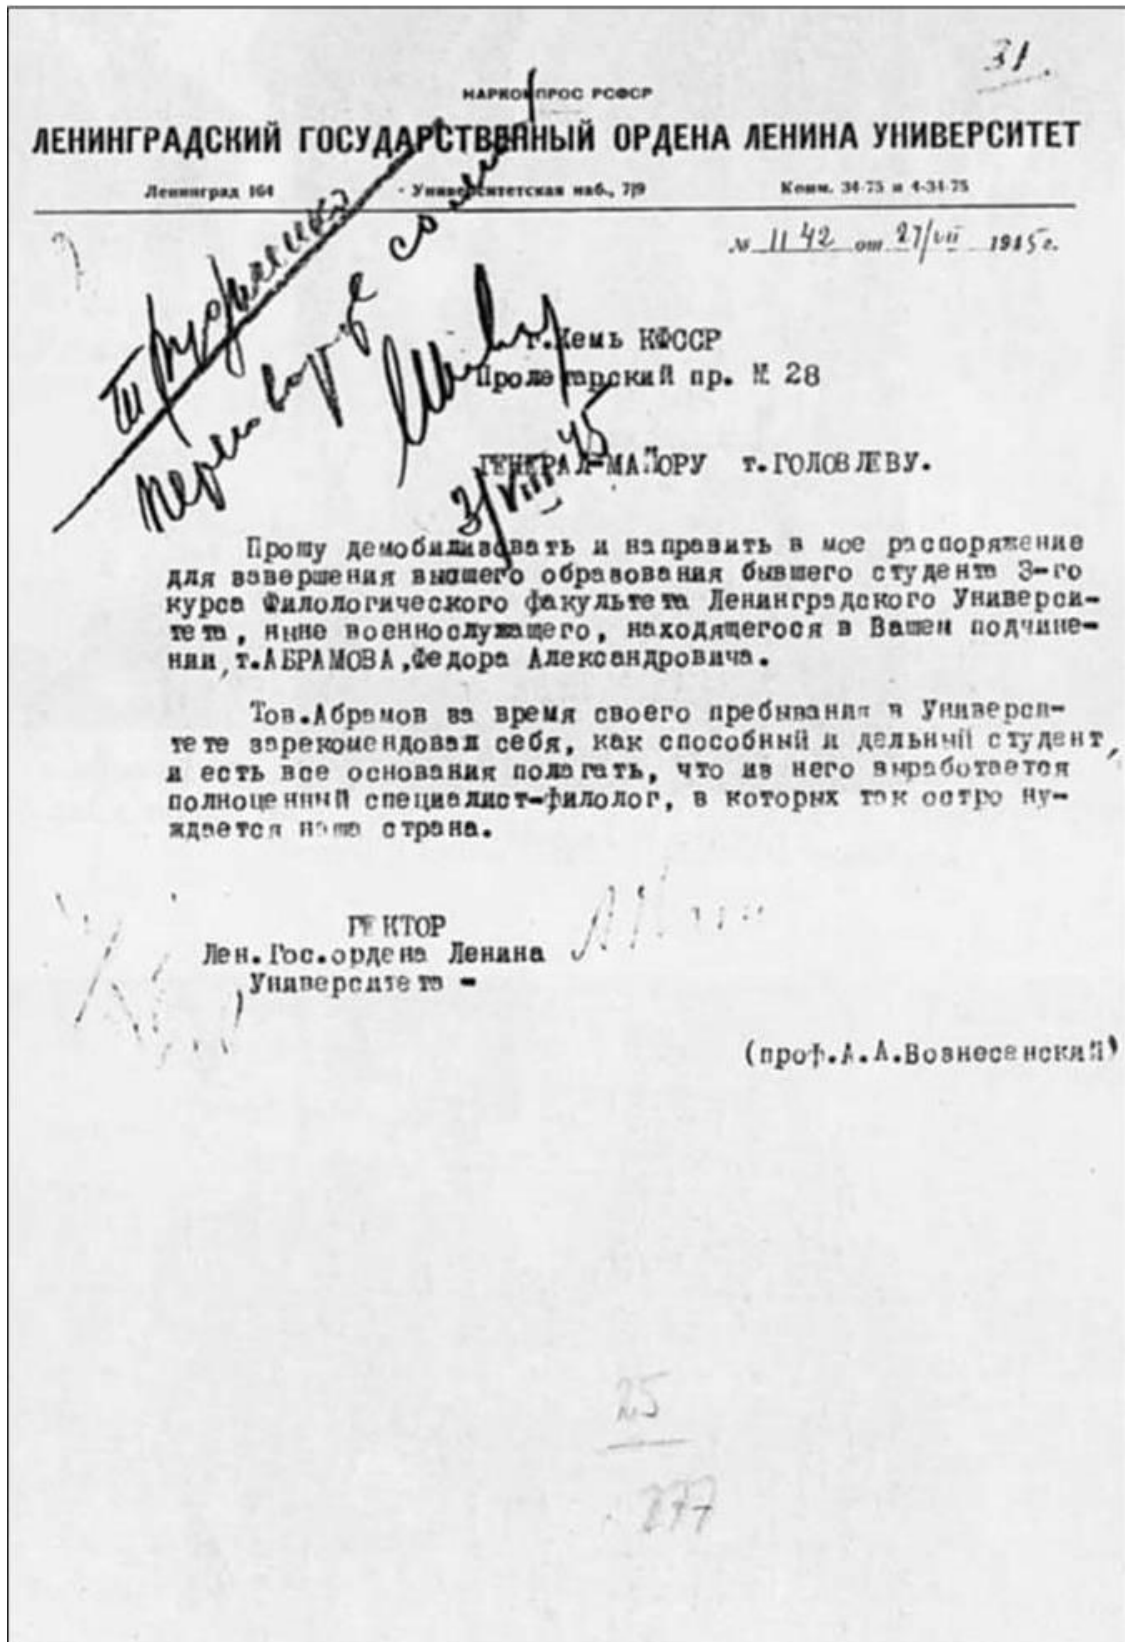 31
НАРКОМПРОС РСФСР
ЛЕНИНГРАДСКИЙ ГОСУДАРСТВЕННЫЙ ОРДЕНА ЛЕНИНА УНИВЕРСИТЕТ
Ленинград 164 Университетская наб., 7/9 Комм. 34-75 и 4-31-75
№ 1142 от 27/VII 1945 г.
г.Кемь КФССР
Пролетарский пр. № 28
ГЕНЕРАЛ-МАЙОРУ т.ГОЛОВЛЕВУ.
3/VIII 45
Прошу демобилизовать и направить в мое распоряжение
для завершения высшего образования бывшего студента 3-го
курса Филологического факультета Ленинградского Универси-
тета, ныне военнослужащего, находящегося в Вашем подчине-
нии, т.АБРАМОВА,Федора Александровича.
Тов.Абрамов за время своего пребывания в Универси-
тете зарекомендовал себя, как способный и дельный студент,
и есть все основания полагать, что из него выработается
полноценный специалист-филолог, в которых так остро ну-
ждается наша страна.
РЕКТОР
Лен.Гос.ордена Ленина
Университета -
(проф.А.А.Вознесенский)
25
277